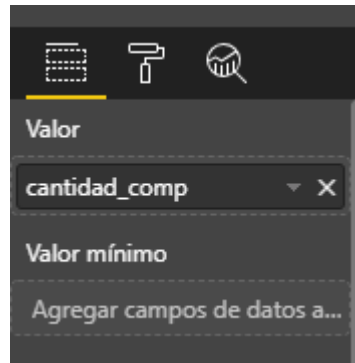 Valor
cantidad_comp
Valor mínimo
Agregar campos de datos a...